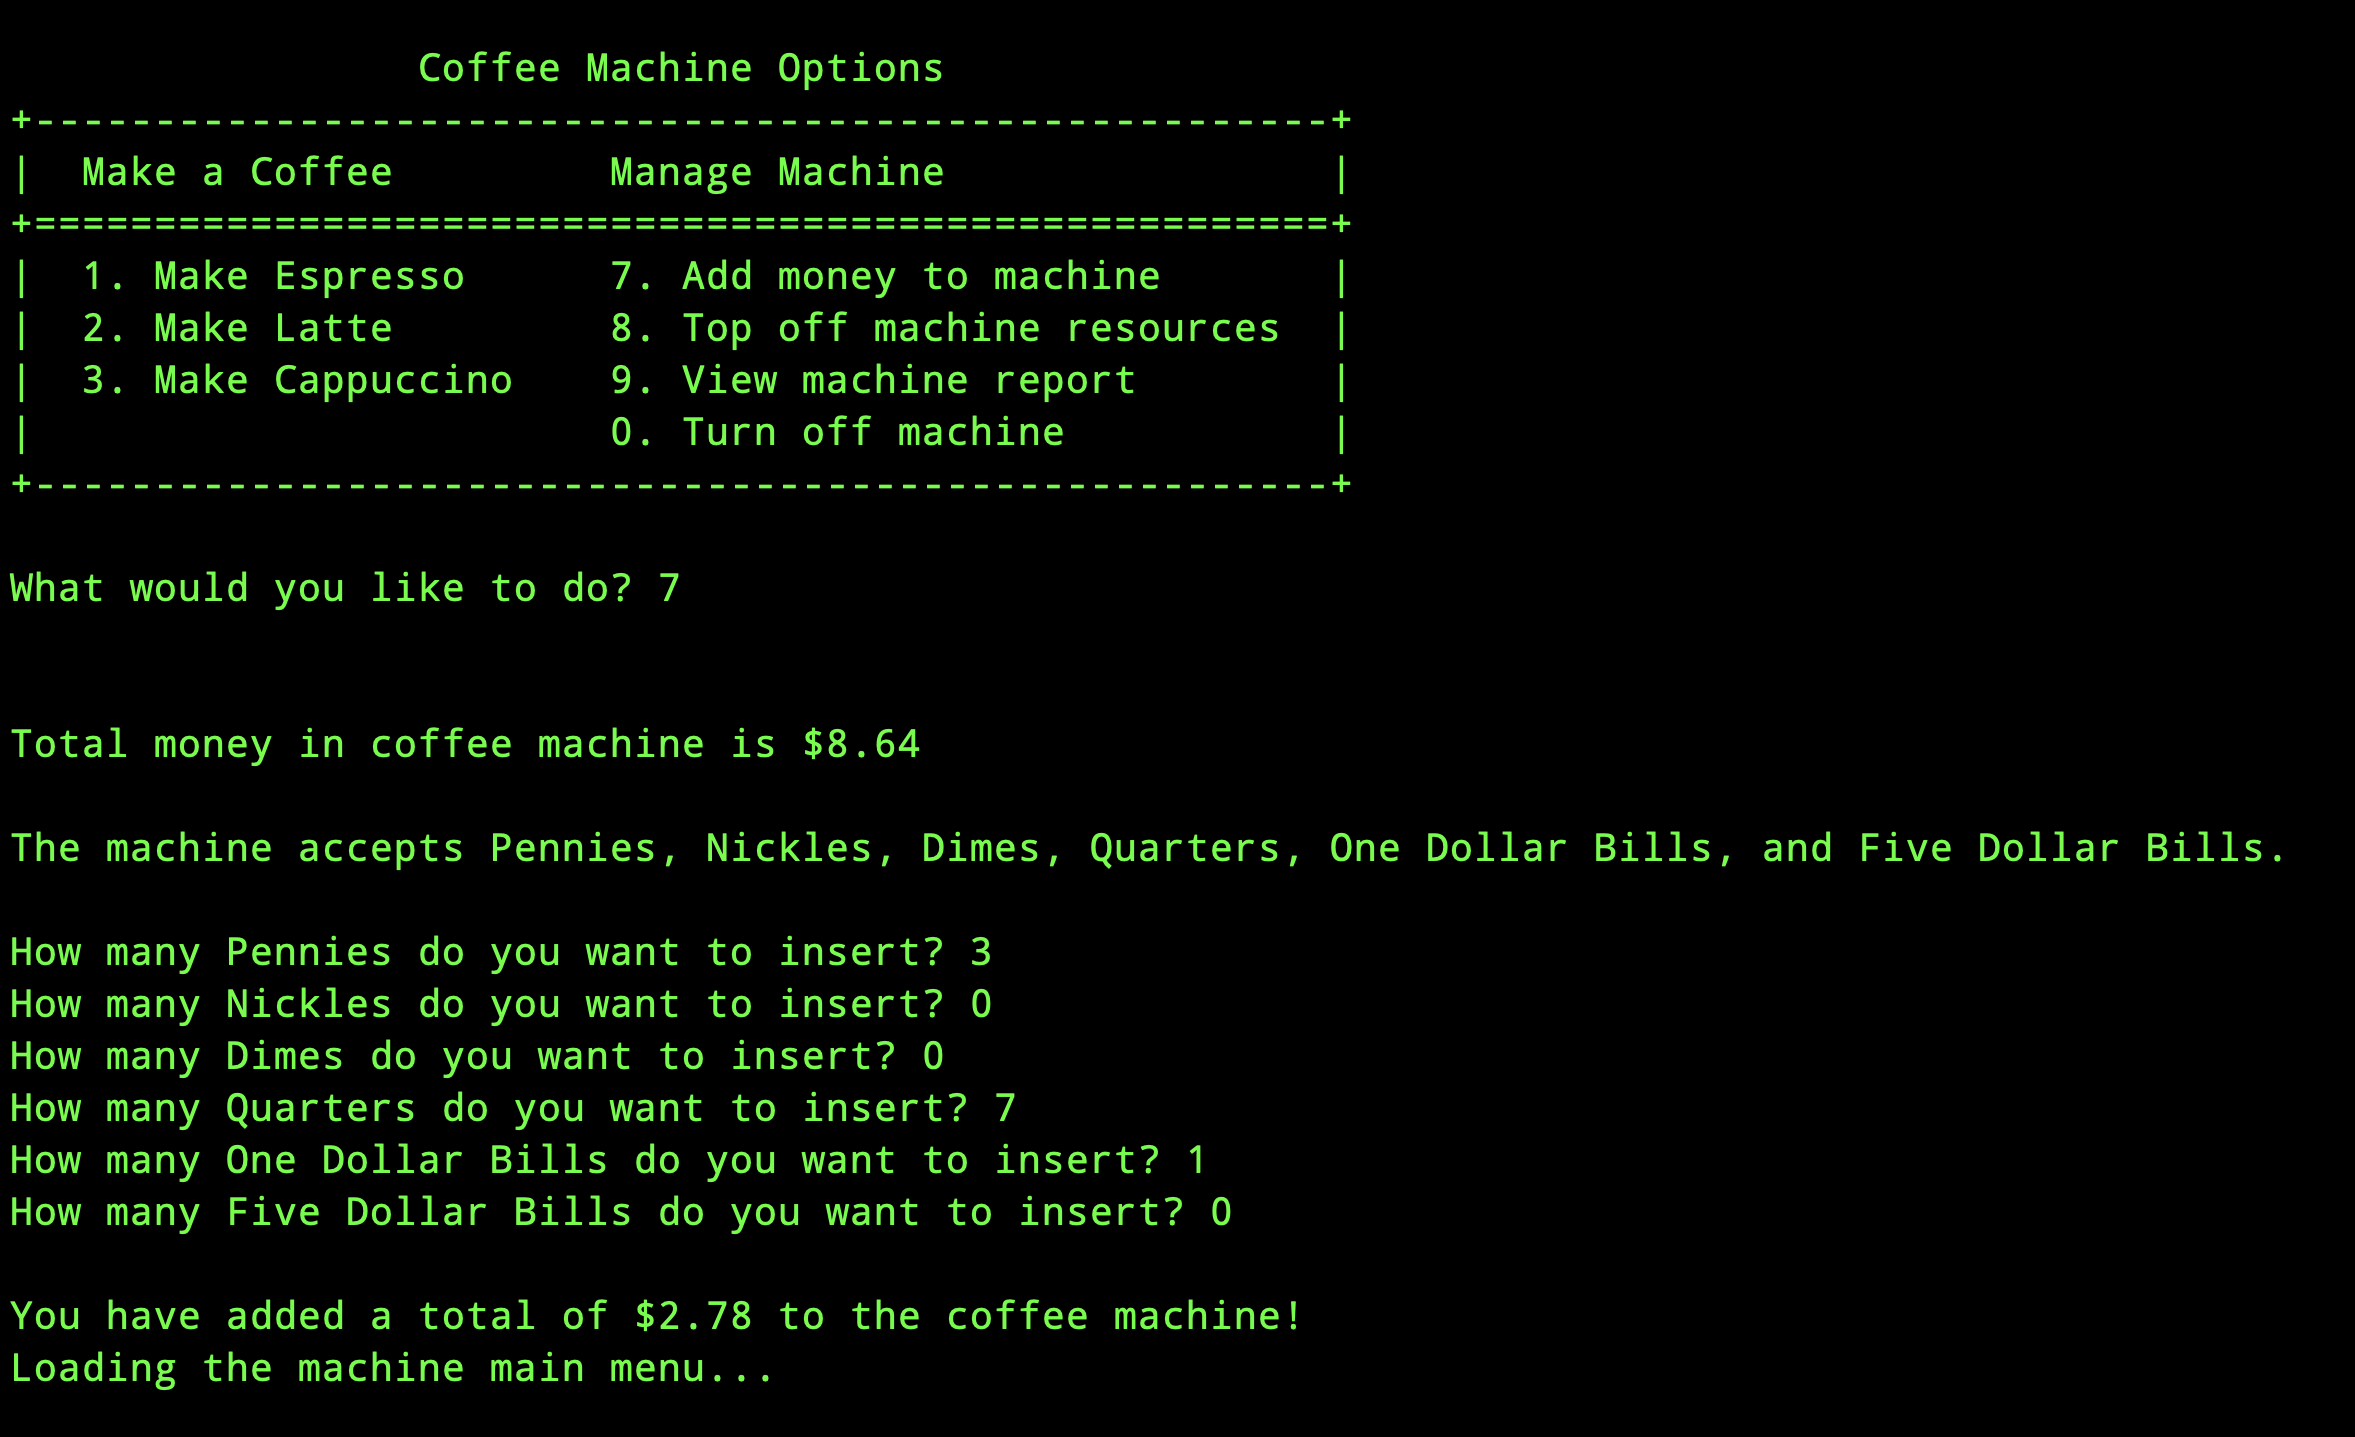 Coffee Machine Options
+------------------------------------------------------+
|  Make a Coffee         Manage Machine                |
+======================================================+
|  1. Make Espresso      7. Add money to machine       |
|  2. Make Latte         8. Top off machine resources  |
|  3. Make Cappuccino    9. View machine report        |
|                        0. Turn off machine           |
+------------------------------------------------------+
What would you like to do? 7
Total money in coffee machine is $8.64
The machine accepts Pennies, Nickles, Dimes, Quarters, One Dollar Bills, and Five Dollar Bills.
How many Pennies do you want to insert? 3
How many Nickles do you want to insert? 0
How many Dimes do you want to insert? 0
How many Quarters do you want to insert? 7
How many One Dollar Bills do you want to insert? 1
How many Five Dollar Bills do you want to insert? 0
You have added a total of $2.78 to the coffee machine!
Loading the machine main menu...